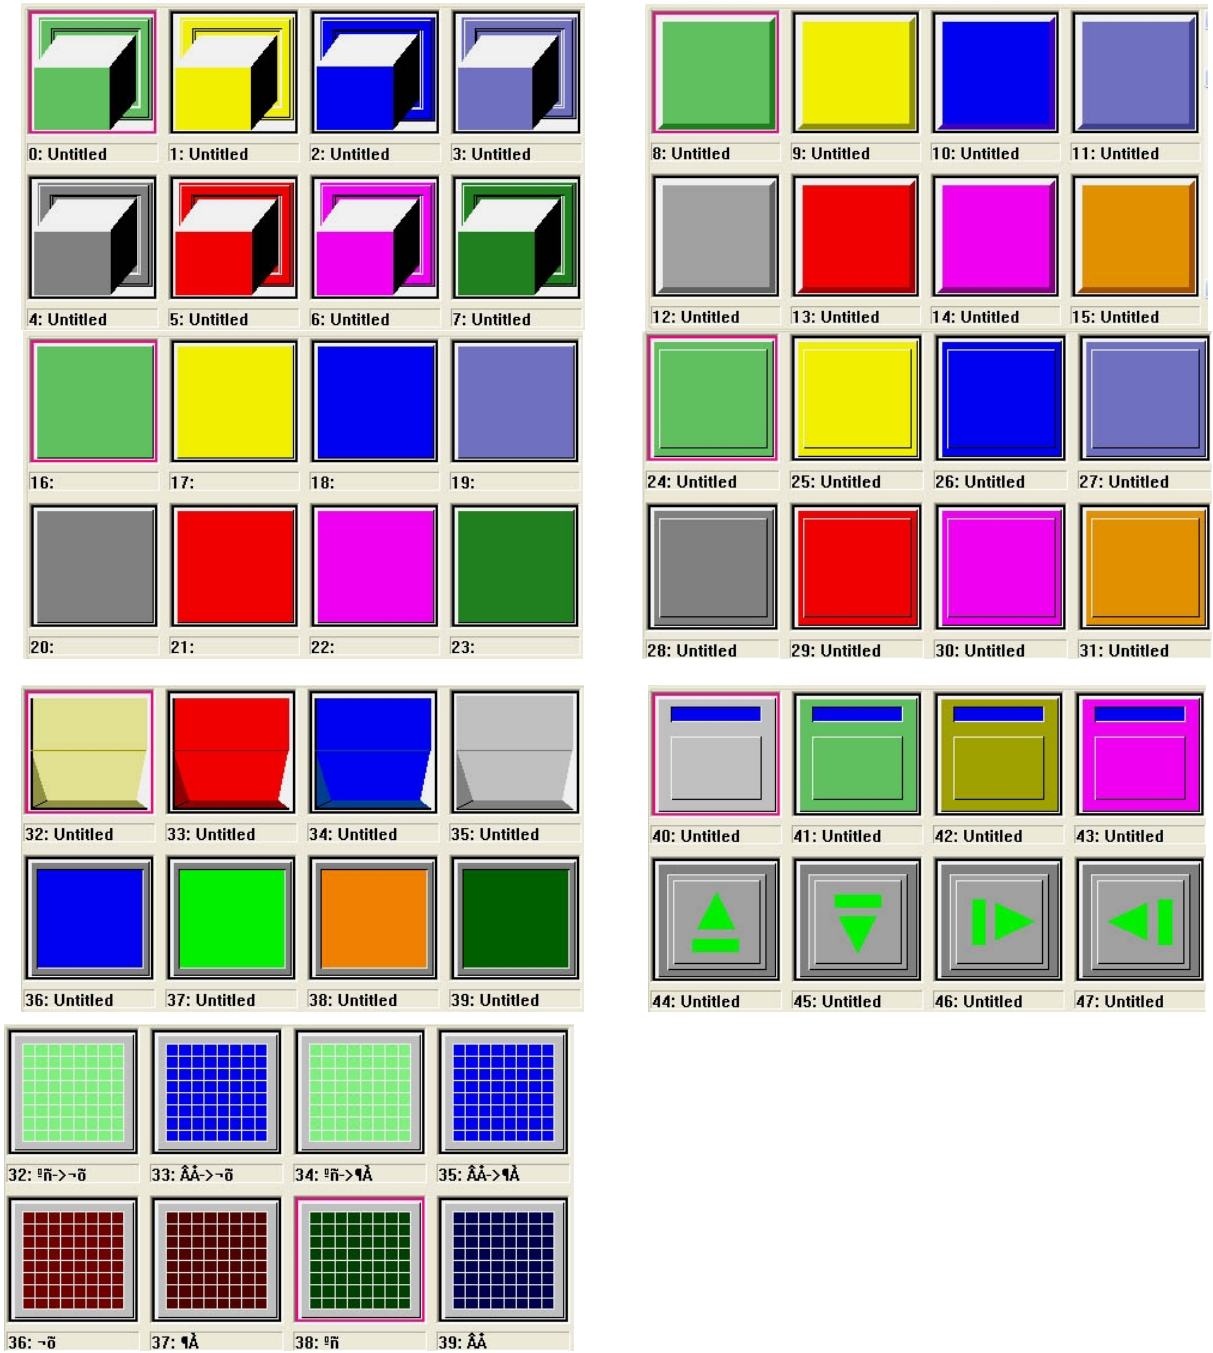 0: Untitled 1: Untitled 2: Untitled 3: Untitled
4: Untitled 5: Untitled 6: Untitled 7: Untitled
8: Untitled 9: Untitled 10: Untitled 11: Untitled
12: Untitled 13: Untitled 14: Untitled 15: Untitled
16: 17: 18: 19:
20: 21: 22: 23:
24: Untitled 25: Untitled 26: Untitled 27: Untitled
28: Untitled 29: Untitled 30: Untitled 31: Untitled
32: Untitled 33: Untitled 34: Untitled 35: Untitled
36: Untitled 37: Untitled 38: Untitled 39: Untitled
40: Untitled 41: Untitled 42: Untitled 43: Untitled
44: Untitled 45: Untitled 46: Untitled 47: Untitled
32: ºñ->¬õ 33: ÂÅ->¬õ 34: ºñ->¶À 35: ÂÅ->¶À
36: ¬õ 37: ¶À 38: ºñ 39: ÂÅ